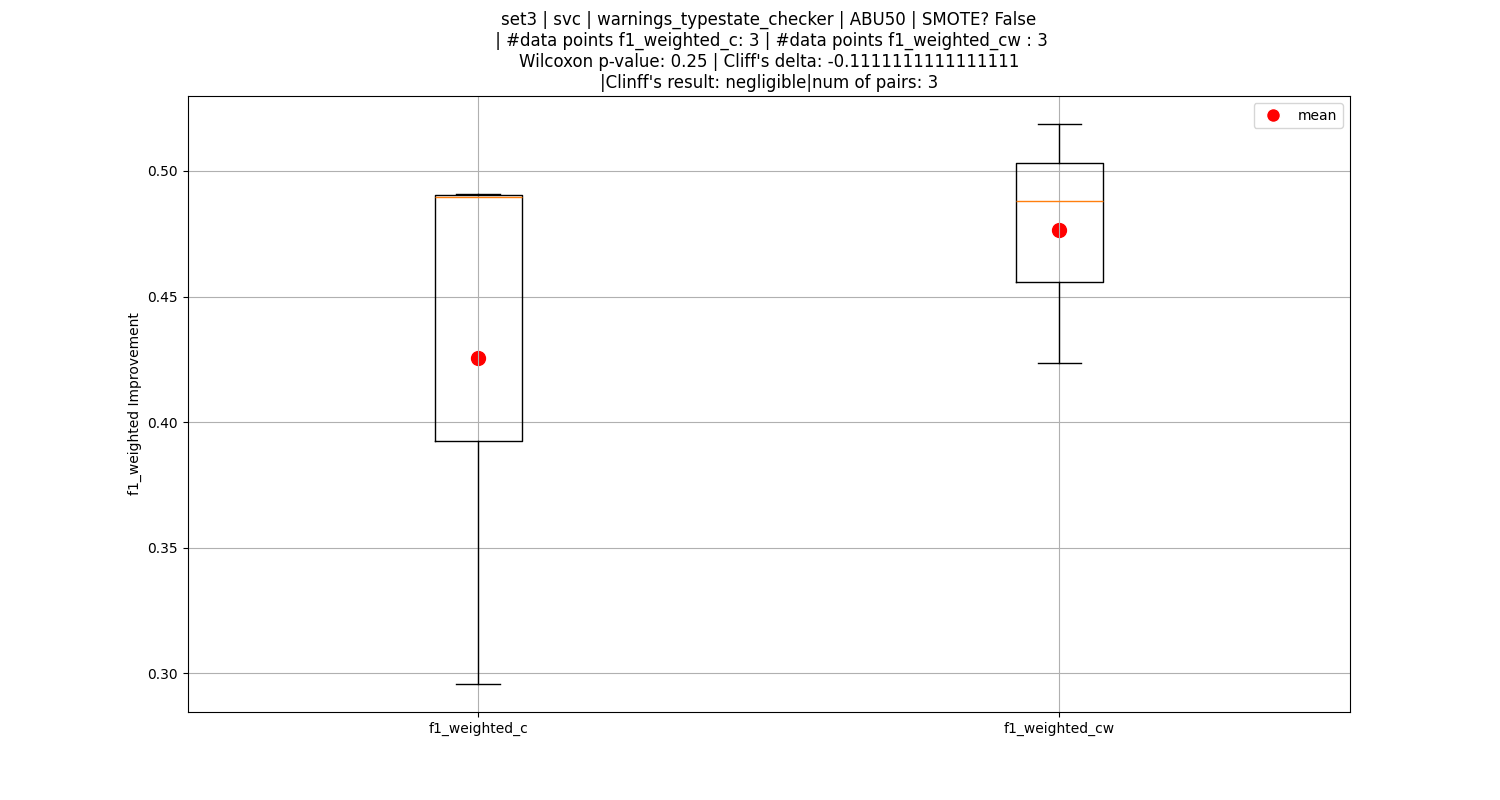 set3 | svc | warnings_typestate_checker | ABU50 | SMOTE? False
| #data points f1_weighted_c: 3 | #data points f1_weighted_cw : 3
Wilcoxon p-value: 0.25 | Cliff's delta: -0.1111111111111111
|Clinff's result: negligible|num of pairs: 3
mean
0.50
0.45
0.40
0.35
0.30
f1_weighted Improvement
f1_weighted_c
f1_weighted_cw